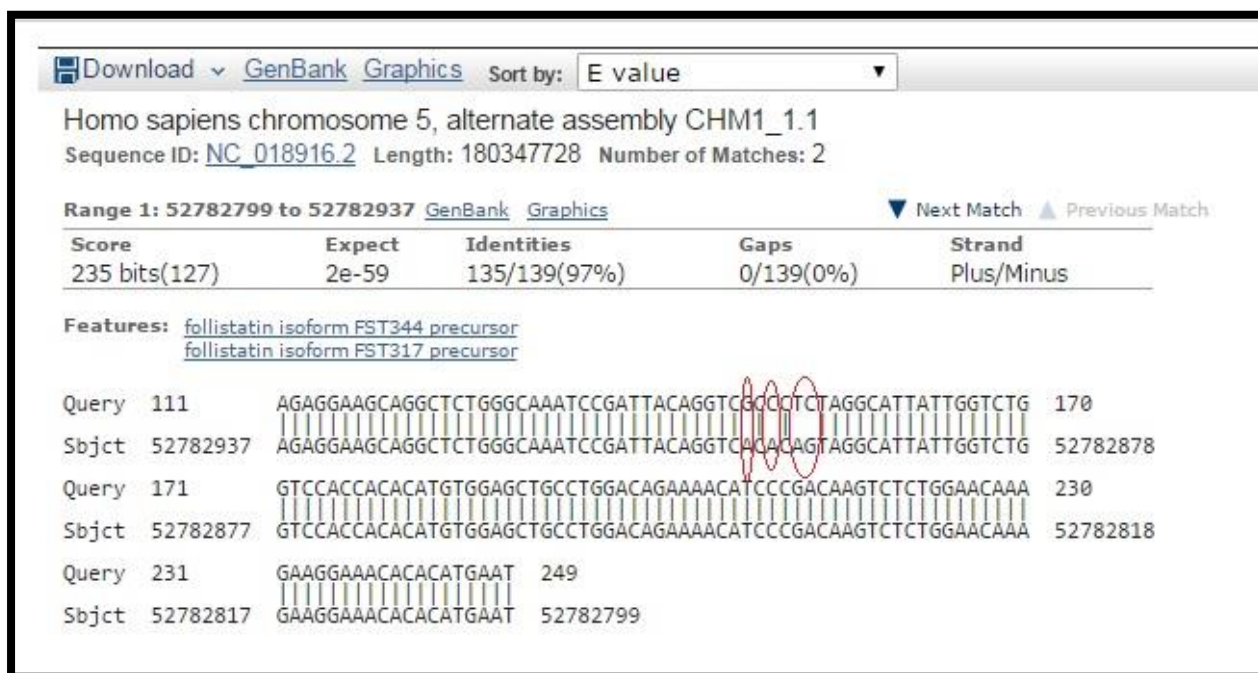 Download GenBank Graphics Sort by: E value
Homo sapiens chromosome 5, alternate assembly CHM1_1.1
Sequence ID: NC_018916.2 Length: 180347728 Number of Matches: 2
Range 1: 52782799 to 52782937 GenBank Graphics Next Match Previous Match
Score Expect Identities Gaps Strand
235 bits(127) 2e-59 135/139(97%) 0/139(0%) Plus/Minus
Features: follistatin isoform FST344 precursor
follistatin isoform FST317 precursor
Query 111 AGAGGAAGCAGGCTCTGGGCAAATCCGATTACAGGTCGCCCTCTAGGCATTATTGGTCTG 170
Sbjct 52782937 AGAGGAAGCAGGCTCTGGGCAAATCCGATTACAGGTCACACAGTAGGCATTATTGGTCTG 52782878
Query 171 GTCCACCACACATGTGGAGCTGCCTGGACAGAAAACATCCCGACAAGTCTCTGGAACAAA 230
Sbjct 52782877 GTCCACCACACATGTGGAGCTGCCTGGACAGAAAACATCCCGACAAGTCTCTGGAACAAA 52782818
Query 231 GAAGGAAACACACATGAAT 249
Sbjct 52782817 GAAGGAAACACACATGAAT 52782799